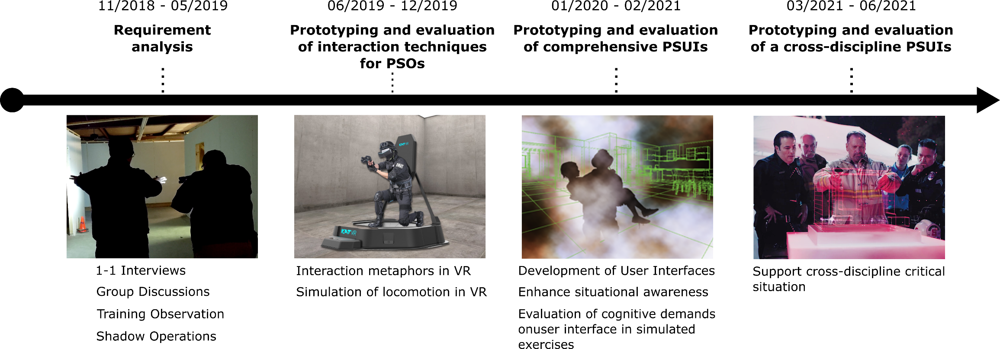 11/2018 - 05/2019
Requirement
analysis
1-1 Interviews
Group Discussions
Training Observation
Shadow Operations
06/2019 - 12/2019
Prototyping and evaluation
of interaction techniques
for PSOs
KAT VR
SWAT
KAT VR
Interaction metaphors in VR
Simulation of locomotion in VR
01/2020 - 02/2021
Prototyping and evaluation
of comprehensive PSUIs
Development of User Interfaces
Enhance situational awareness
Evaluation of cognitive demands
onuser interface in simulated
exercises
03/2021 - 06/2021
Prototyping and evaluation
of a cross-discipline PSUIs
Support cross-discipline critical
situation